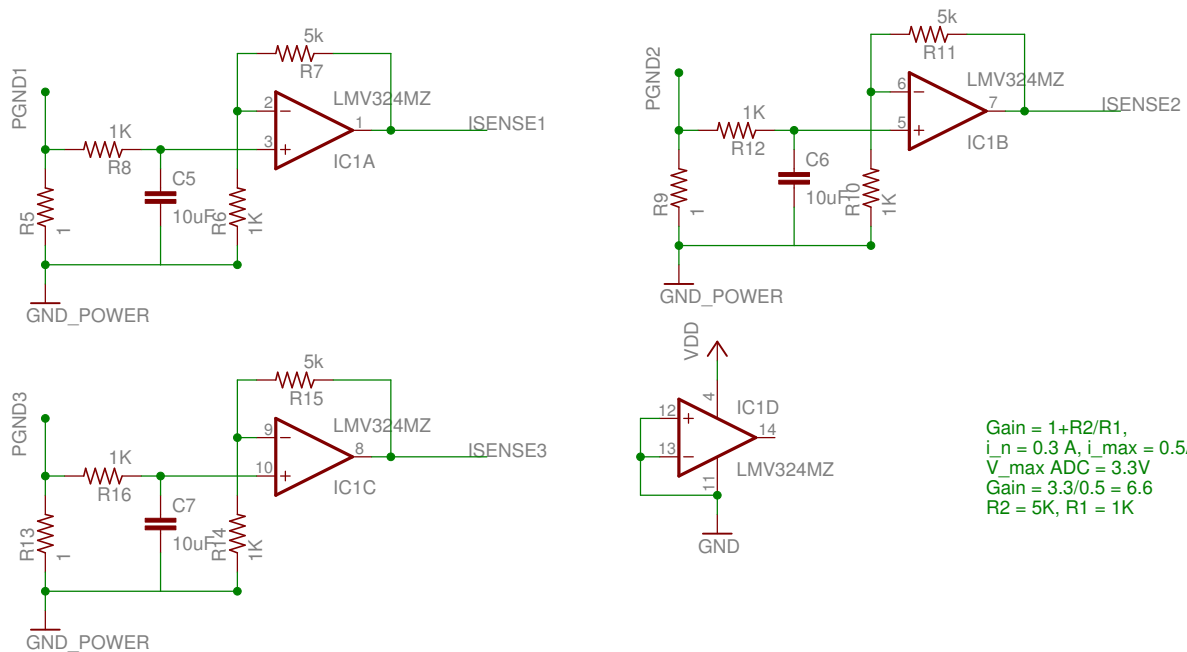 PGND1
5k
R7
LMV324MZ
2
1
3
ISENSE1
IC1A
1K
R8
C5
10uF
R5
1
R6
1K
GND_POWER
PGND2
5k
R11
LMV324MZ
6
7
5
ISENSE2
IC1B
1K
R12
C6
10uF
R9
1
R10
1K
GND_POWER
PGND3
5k
R15
LMV324MZ
9
8
10
ISENSE3
IC1C
1K
R16
C7
10uF
R13
1
R14
1K
GND_POWER
VDD
4
IC1D
12
14
13
LMV324MZ
11
GND
Gain = 1+R2/R1,
i_n = 0.3 A, i_max = 0.5
V_max ADC = 3.3V
Gain = 3.3/0.5 = 6.6
R2 = 5K, R1 = 1K